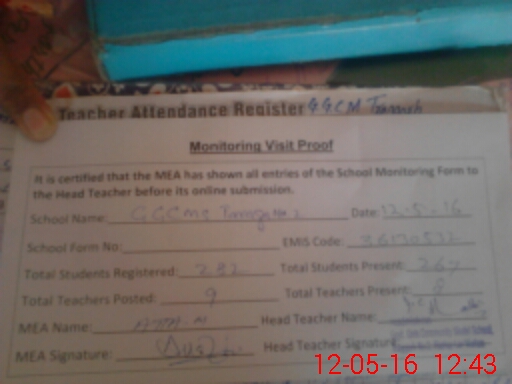 Teacher Attendance Register GGCM
Monitoring Visit Proof
It is certified that the MEA has shown all entries of the School Monitoring Form to
the Head Teacher before its online submission.
School Name: Date: 12-5-16
School Form No: EMIS Code:
Total Students Registered: 282 Total Students Present: 267
Total Teachers Posted: 9 Total Teachers Present: 8
MEA Name: Head Teacher Name:
MEA Signature: Head Teacher Signature
12-05-16 12:43